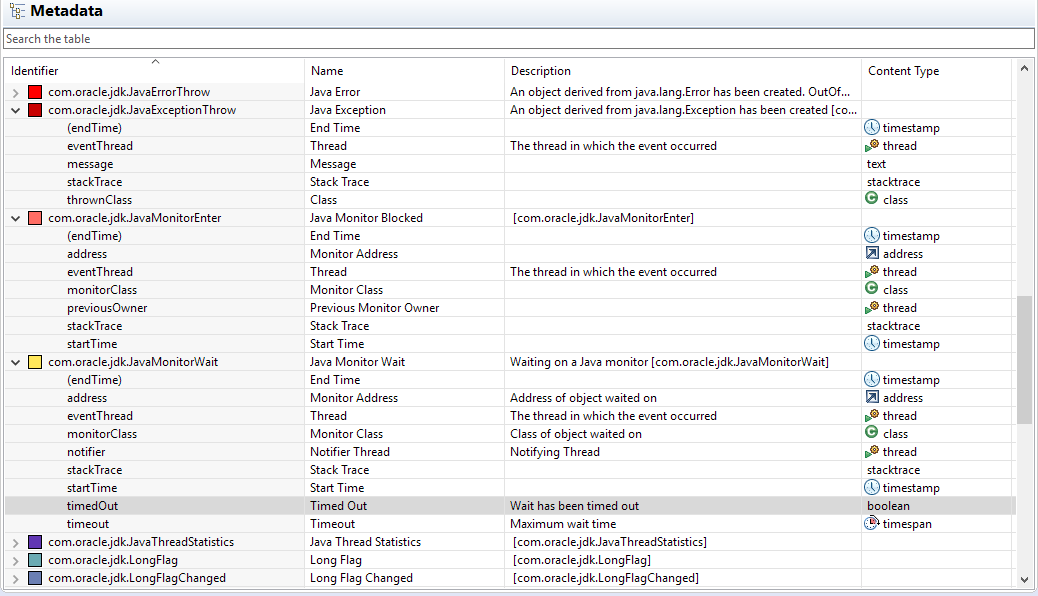 Metadata
Search the table
Identifier Name Description Content Type
com.oracle.jdk.JavaErrorThrow Java Error An object derived from java.lang.Error has been created. OutOf...
com.oracle.jdk.JavaExceptionThrow Java Exception An object derived from java.lang.Exception has been created [co...
(endTime) End Time timestamp
eventThread Thread The thread in which the event occurred thread
message Message text
stackTrace Stack Trace stacktrace
thrownClass Class class
com.oracle.jdk.JavaMonitorEnter Java Monitor Blocked [com.oracle.jdk.JavaMonitorEnter]
(endTime) End Time timestamp
address Monitor Address address
eventThread Thread The thread in which the event occurred thread
monitorClass Monitor Class class
previousOwner Previous Monitor Owner thread
stackTrace Stack Trace stacktrace
startTime Start Time timestamp
com.oracle.jdk.JavaMonitorWait Java Monitor Wait Waiting on a Java monitor [com.oracle.jdk.JavaMonitorWait]
(endTime) End Time timestamp
address Monitor Address Address of object waited on address
eventThread Thread The thread in which the event occurred thread
monitorClass Monitor Class Class of object waited on class
notifier Notifier Thread Notifying Thread thread
stackTrace Stack Trace stacktrace
startTime Start Time timestamp
timedOut Timed Out Wait has been timed out boolean
timeout Timeout Maximum wait time timespan
com.oracle.jdk.JavaThreadStatistics Java Thread Statistics [com.oracle.jdk.JavaThreadStatistics]
com.oracle.jdk.LongFlag Long Flag [com.oracle.jdk.LongFlag]
com.oracle.jdk.LongFlagChanged Long Flag Changed [com.oracle.jdk.LongFlagChanged]